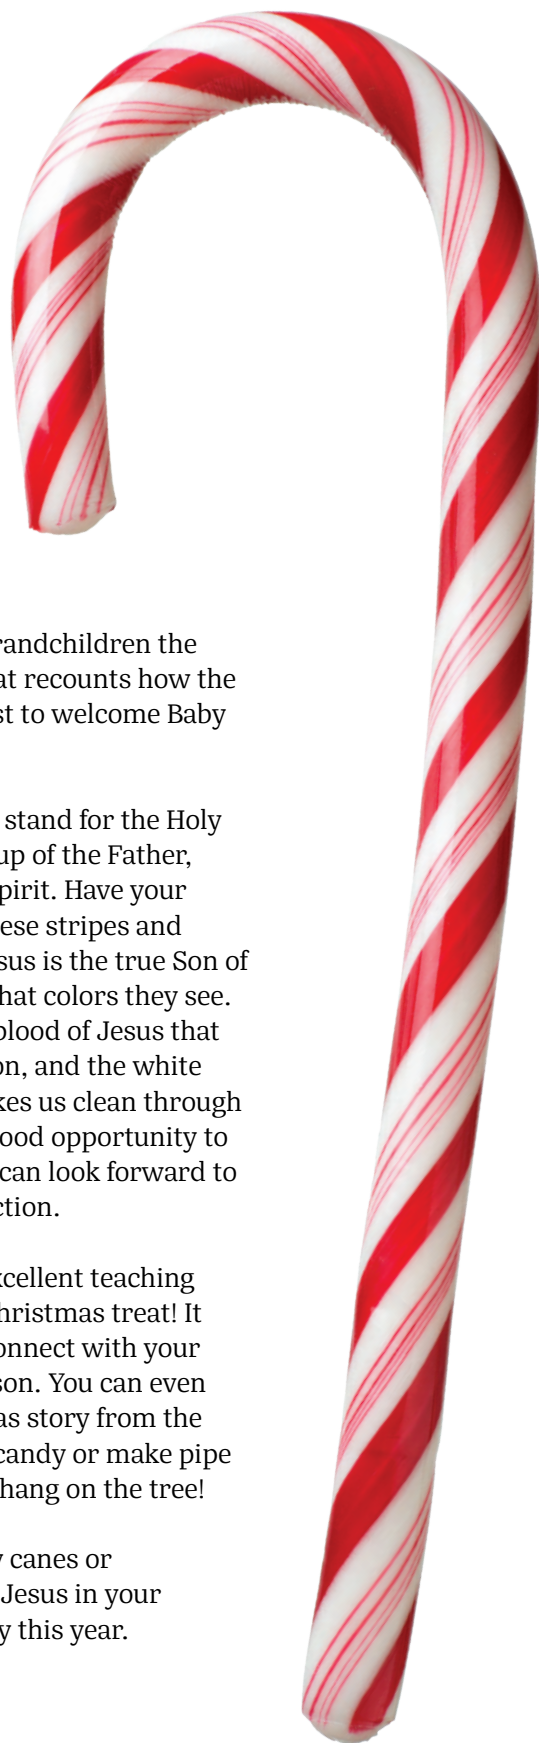 randchildren the
at recounts how the
st to welcome Baby
stand for the Holy
up of the Father,
pirit. Have your
ese stripes and
sus is the true Son of
hat colors they see.
blood of Jesus that
on, and the white
kes us clean through
ood opportunity to
can look forward to
ction.
xcellent teaching
hristmas treat! It
onnect with your
son. You can even
as story from the
candy or make pipe
hang on the tree!
y canes or
Jesus in your
y this year.